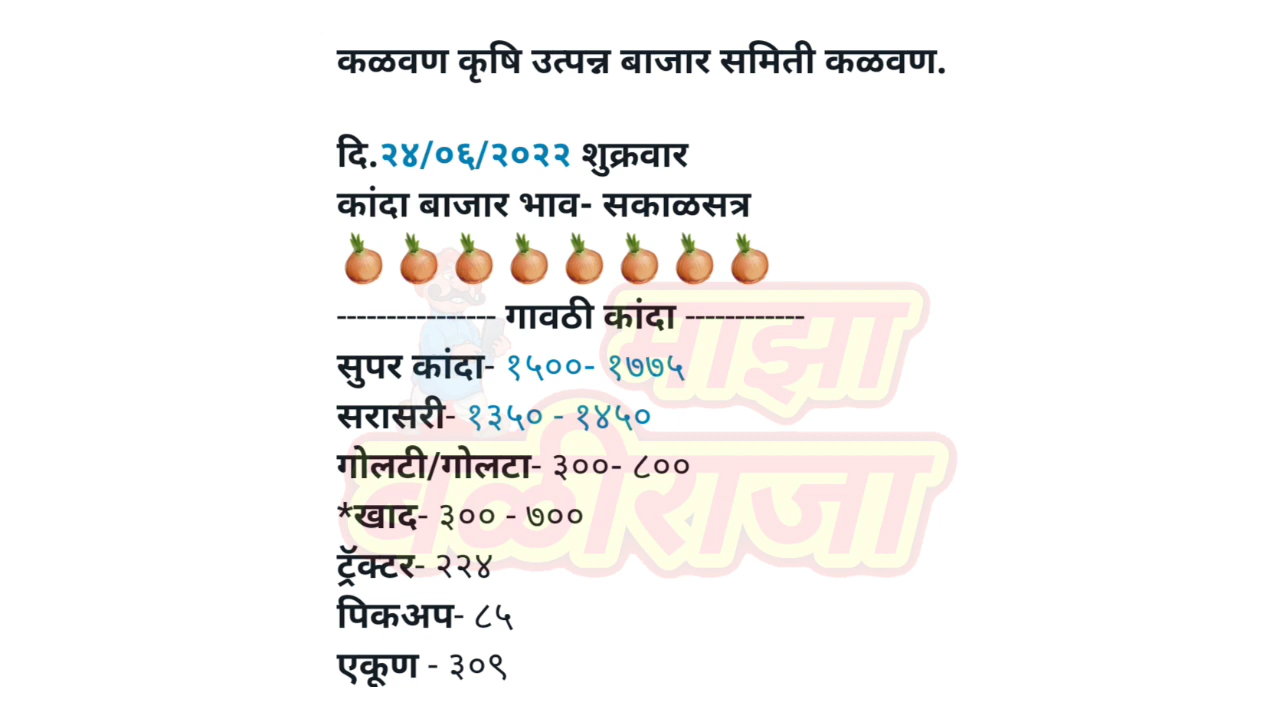 कळवण कृषि उत्पन्न बाजार समिती कळवण.
दि.२४/०६/२०२२ शुक्रवार
कांदा बाजार भाव- सकाळसत्र
---------------- गावठी कांदा ------------
सुपर कांदा- १५००- १७७५
सरासरी- १३५० - १४५०
गोलटी/गोलटा- ३००- ८००
*खाद- ३०० - ७००
ट्रॅक्टर- २२४
पिकअप- ८५
एकूण - ३०९
माझा
बळीराजा